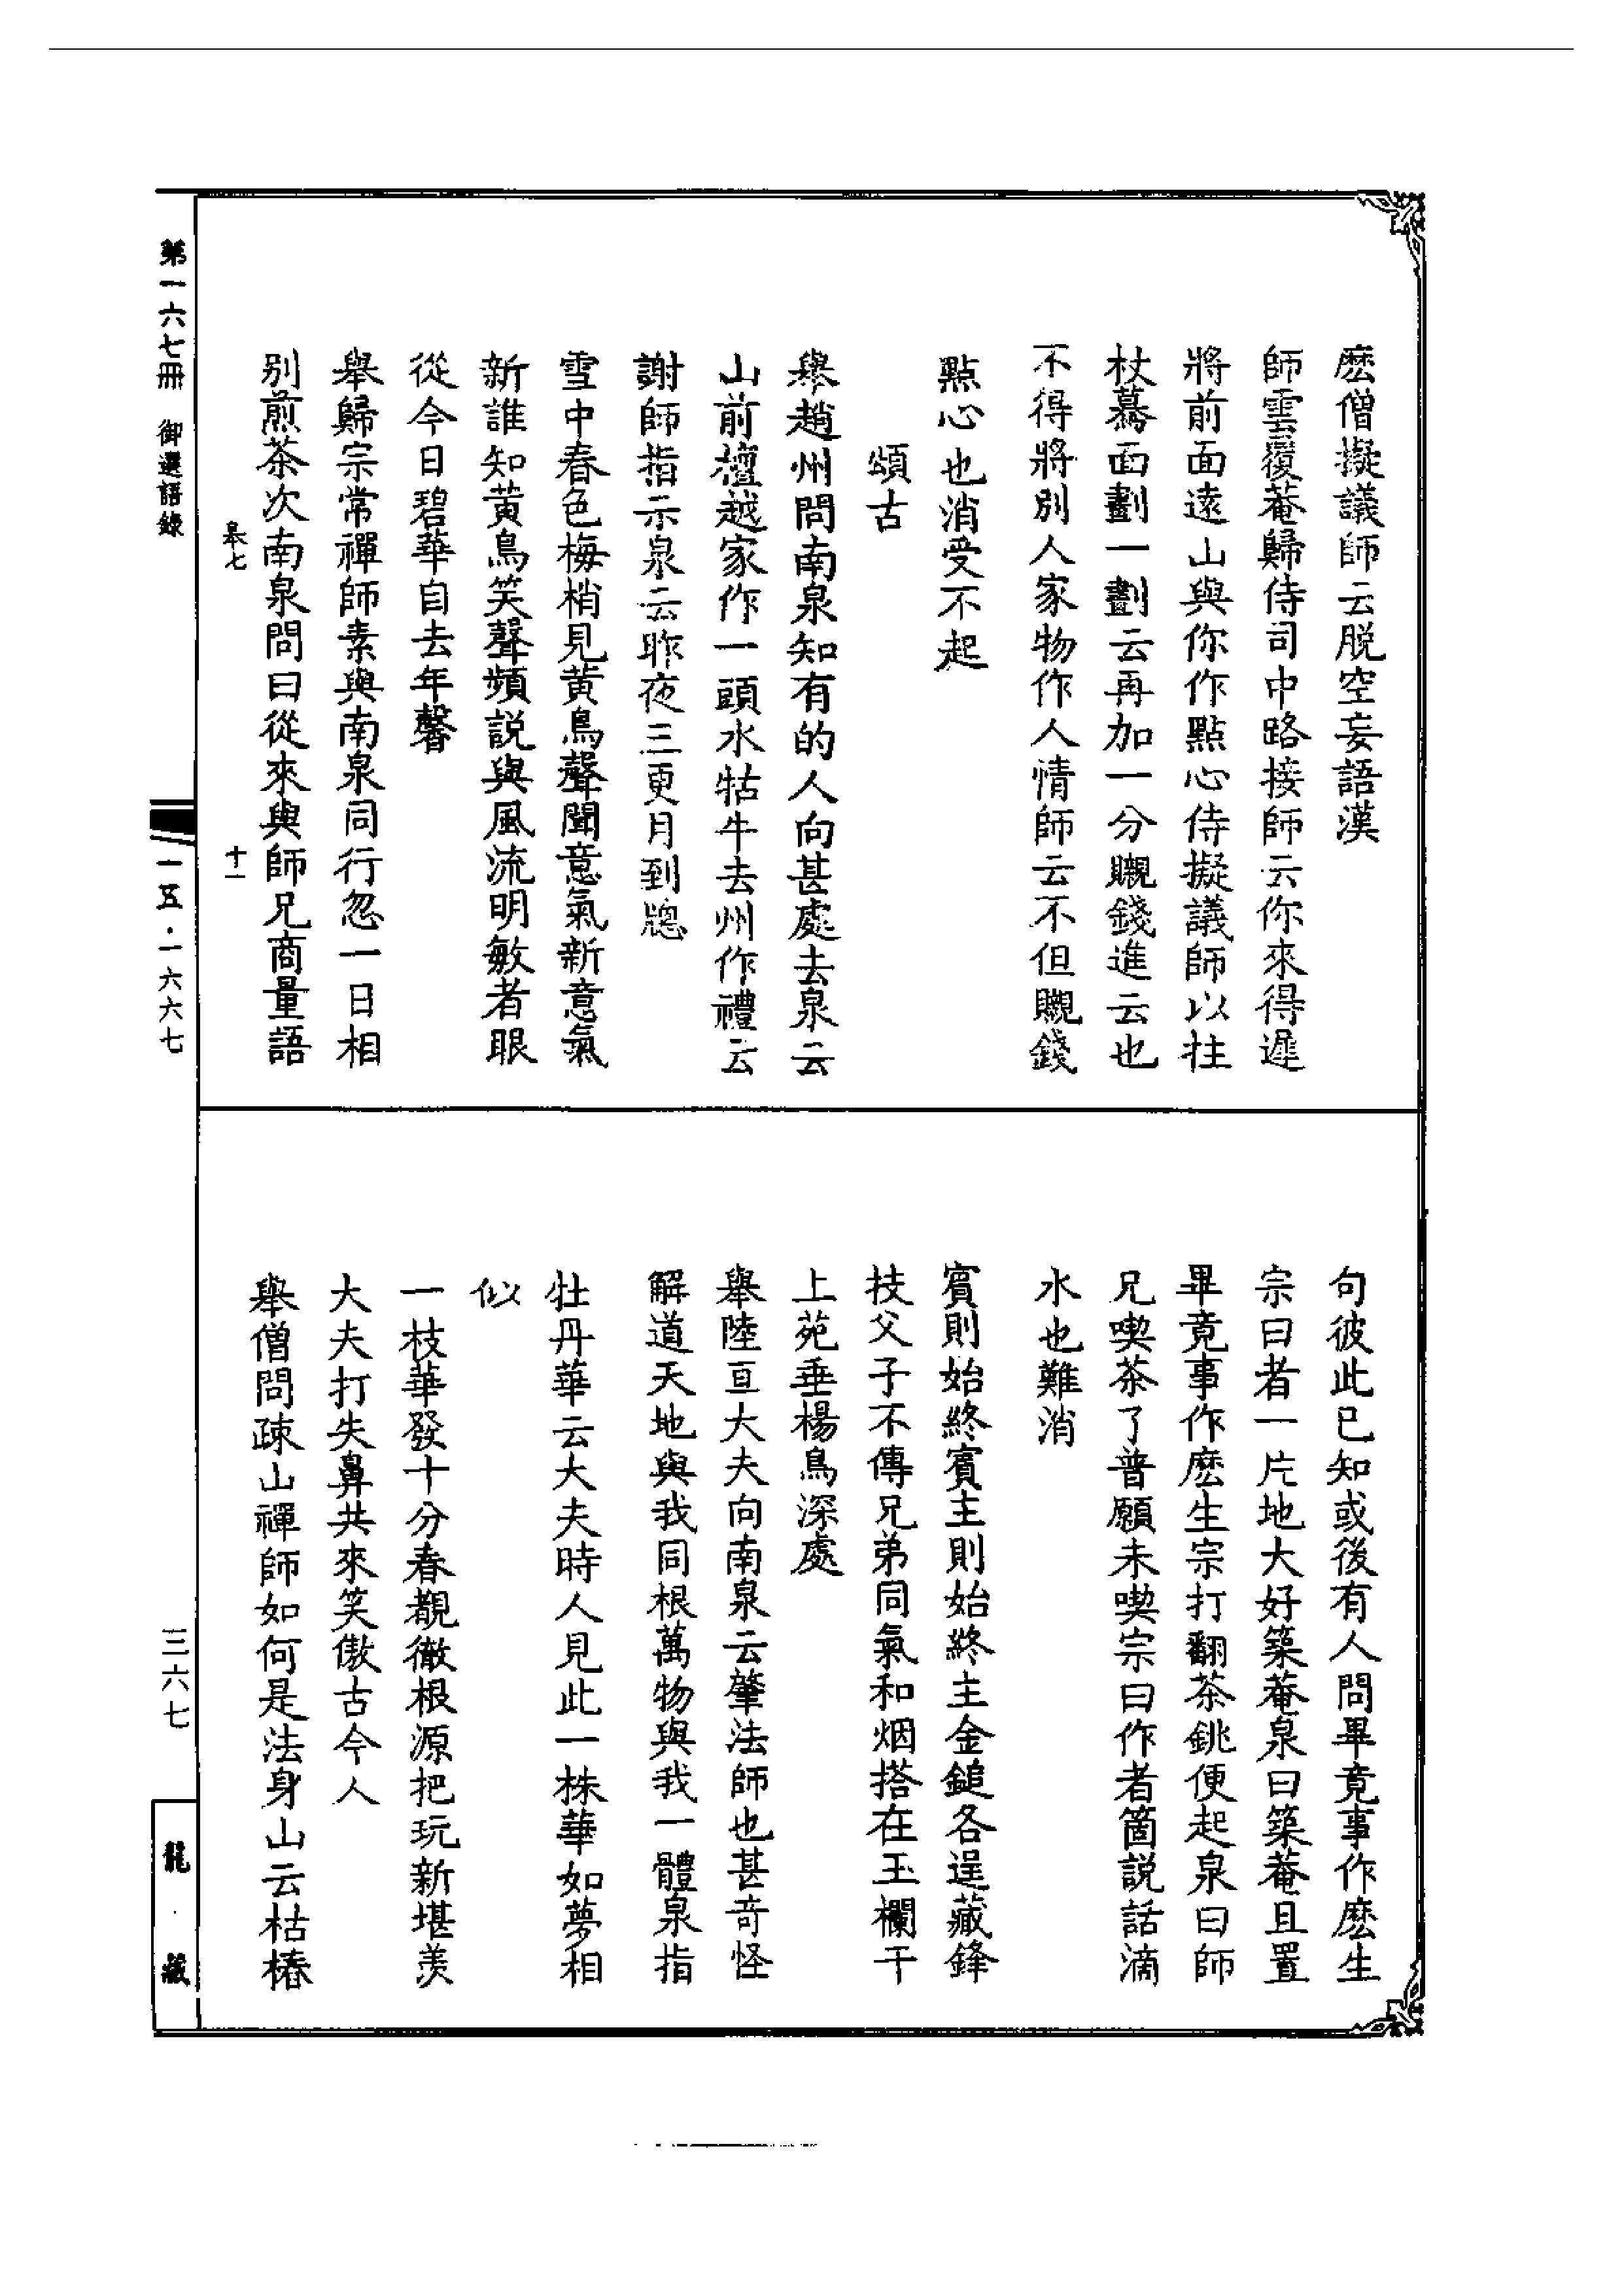 麽僧擬議師云脱空妄語漢
師雲覆菴歸侍司中路接師云你來得遲
將前面遠山與你作點心侍擬議師以拄
杖驀面劃一劃云再加一分䞋錢進云也
不得將別人家物作人情師云不但䞋錢
點心也消受不起
頌古
舉趙州問南泉知有的人向甚處去泉云
山前檀越家作一頭水牯牛去州作禮云
謝師指示泉云昨夜三更月到牕
雪中春色梅梢見黄鳥聲聞意氣新意氣
新誰知黄鳥笑聲頻説與風流明敏者眼
從今日碧華自去年馨
舉歸宗常禪師素與南泉同行忽一日相
別煎茶次南泉問曰從來與師兄商量語
句彼此已知或後有人問畢竟事作麽生
宗曰者一片地大好築菴泉曰築菴且置
畢竟事作麽生宗打翻茶銚便起泉曰師
兄喫茶了普願未喫宗曰作者箇説話滴
水也難消
賓則始終賓主則始終主金鎚各逞藏鋒
技父子不傳兄弟同氣和烟搭在玉欄干
上苑垂楊鳥深處
舉陸亘大夫向南泉云肇法師也甚奇怪
解道天地與我同根萬物與我一體泉指
牡丹華云大夫時人見此一株華如夢相
似
一枝華發十分春覩徹根源把玩新堪羨
大夫打失鼻共來笑傲古今人
舉僧問疎山禪師如何是法身山云枯樁
臯七
十一
第一六七冊 御選語錄
一五·一六六七
三六七
龍·藏